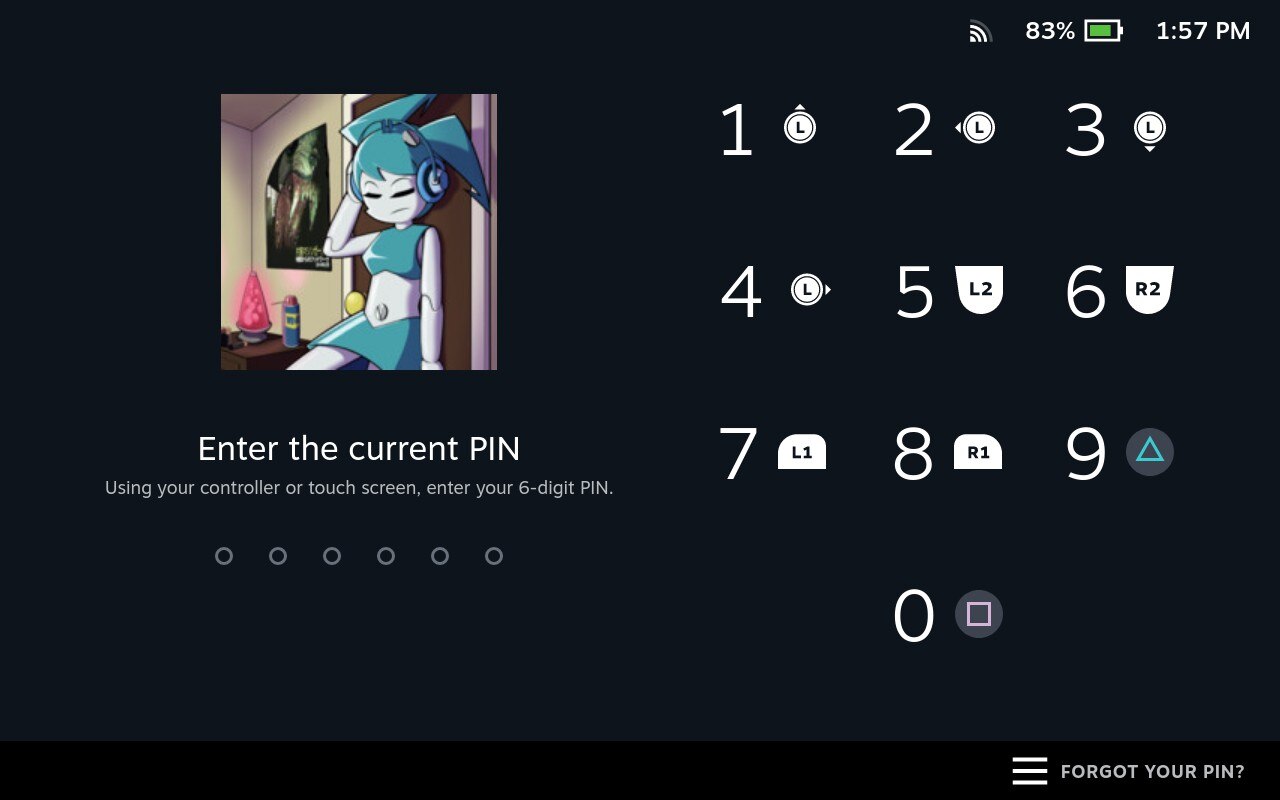 83% 1:57 PM
1 L 2 L 3 L
4 L 5 L2 6 R2
7 L1 8 R1 9
0
Enter the current PIN
Using your controller or touch screen, enter your 6-digit PIN.
FORGOT YOUR PIN?